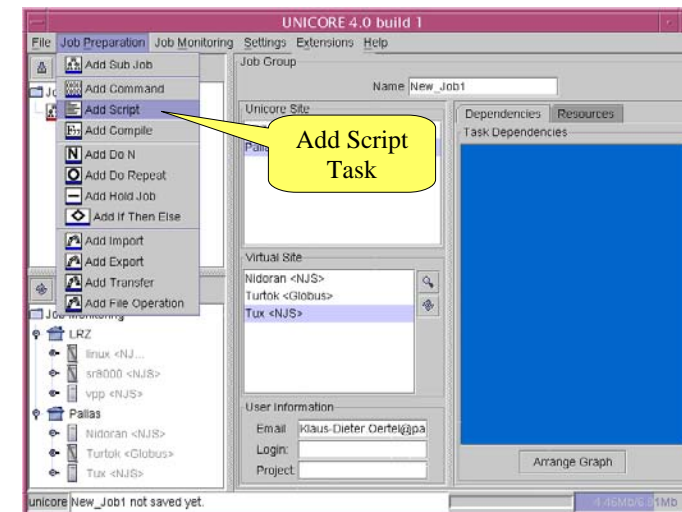 UNICORE 4.0 build 1
File Job Preparation Job Monitoring Settings Extensions Help
Add Sub Job
Add Command
Add Script
Add Compile
Add Do N
Add Do Repeat
Add Hold Job
Add If Then Else
Add Import
Add Export
Add Transfer
Add File Operation
Job Group
Name New_Job1
Unicore Site
Add Script
Task
Dependencies Resources
Task Dependencies
Virtual Site
Nidoran <NJS>
Turtok <Globus>
Tux <NJS>
Job Monitoring
LRZ
linux <NJ...
sr8000 <NJS>
vpp <NJS>
Pallas
Nidoran <NJS>
Turtok <Globus>
Tux <NJS>
User Information
Email Klaus-Dieter Oertel@pa
Login:
Project
Arrange Graph
unicore New_Job1 not saved yet.